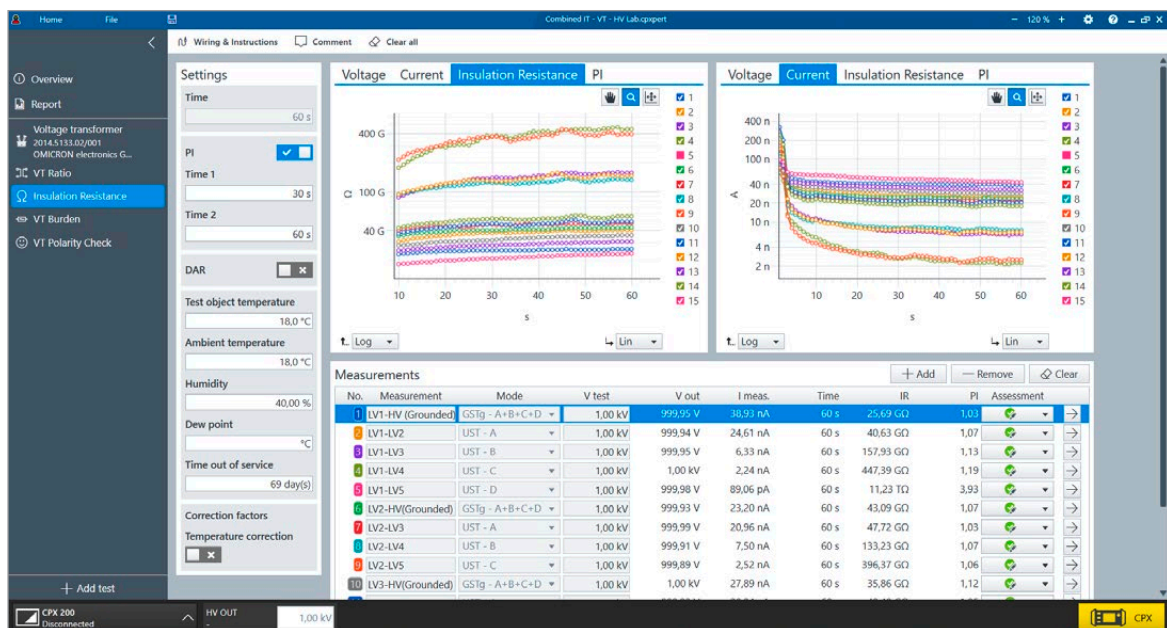 Home File Combined IT - VT - HV Lab.cpxpert − 120 % +
Wiring & Instructions Comment Clear all
Overview
Report
Voltage transformer
2014.5133.02/001
OMICRON electronics G...
VT Ratio
Insulation Resistance
VT Burden
VT Polarity Check
+ Add test
Settings
Time
60 s
PI
Time 1
30 s
Time 2
60 s
DAR
Test object temperature
18,0 °C
Ambient temperature
18,0 °C
Humidity
40,00 %
Dew point
°C
Time out of service
69 day(s)
Correction factors
Temperature correction
Voltage Current Insulation Resistance PI
400 G
100 G
40 G
Ω
10 20 30 40 50 60
s
1
2
3
4
5
6
7
8
9
10
11
12
13
14
15
Log Lin
Voltage Current Insulation Resistance PI
400 n
200 n
100 n
40 n
20 n
10 n
4 n
2 n
A
10 20 30 40 50 60
s
1
2
3
4
5
6
7
8
9
10
11
12
13
14
15
Log Lin
Measurements + Add − Remove Clear
No. Measurement Mode V test V out I meas. Time IR PI Assessment
1 LV1-HV (Grounded) GSTg - A+B+C+D 1,00 kV 999,95 V 38,93 nA 60 s 25,69 GΩ 1,03
2 LV1-LV2 UST - A 1,00 kV 999,94 V 24,61 nA 60 s 40,63 GΩ 1,07
3 LV1-LV3 UST - B 1,00 kV 999,95 V 6,33 nA 60 s 157,93 GΩ 1,13
4 LV1-LV4 UST - C 1,00 kV 1,00 kV 2,24 nA 60 s 447,39 GΩ 1,19
5 LV1-LV5 UST - D 1,00 kV 999,98 V 89,06 pA 60 s 11,23 TΩ 3,93
6 LV2-HV(Grounded) GSTg - A+B+C+D 1,00 kV 999,93 V 23,20 nA 60 s 43,09 GΩ 1,07
7 LV2-LV3 UST - A 1,00 kV 999,99 V 20,96 nA 60 s 47,72 GΩ 1,03
8 LV2-LV4 UST - B 1,00 kV 999,91 V 7,50 nA 60 s 133,23 GΩ 1,07
9 LV2-LV5 UST - C 1,00 kV 999,89 V 2,52 nA 60 s 396,37 GΩ 1,06
10 LV3-HV(Grounded) GSTg - A+B+C+D 1,00 kV 1,00 kV 27,89 nA 60 s 35,86 GΩ 1,12
CPX 200
Disconnected
HV OUT
-
1,00 kV
CPX